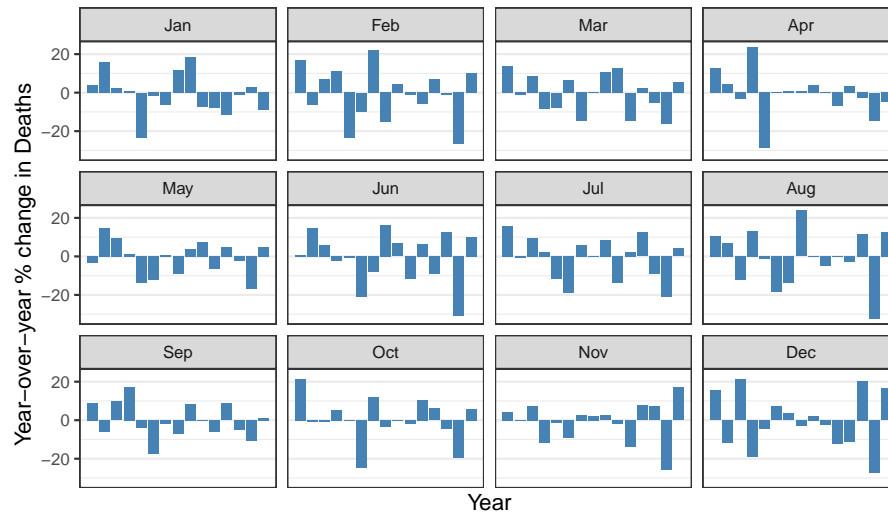 Jan Feb Mar Apr
20
0
−20
May Jun Jul Aug
20
0
−20
Sep Oct Nov Dec
20
0
−20
Year−over−year % change in Deaths
Year